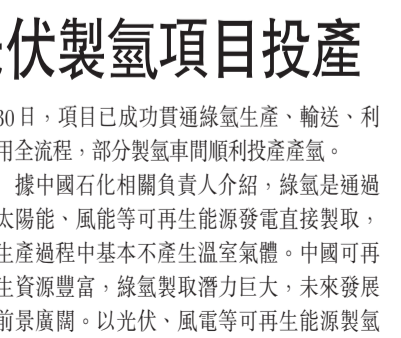 伏製氫項目投產
30日，項目已成功貫通綠氫生產、輸送、利
用全流程，部分製氫車間順利投產產氫。
據中國石化相關負責人介紹，綠氫是通過
太陽能、風能等可再生能源發電直接製取，
生產過程中基本不產生溫室氣體。中國可再
生資源豐富，綠氫製取潛力巨大，未來發展
前景廣闊。以光伏、風電等可再生能源製氫